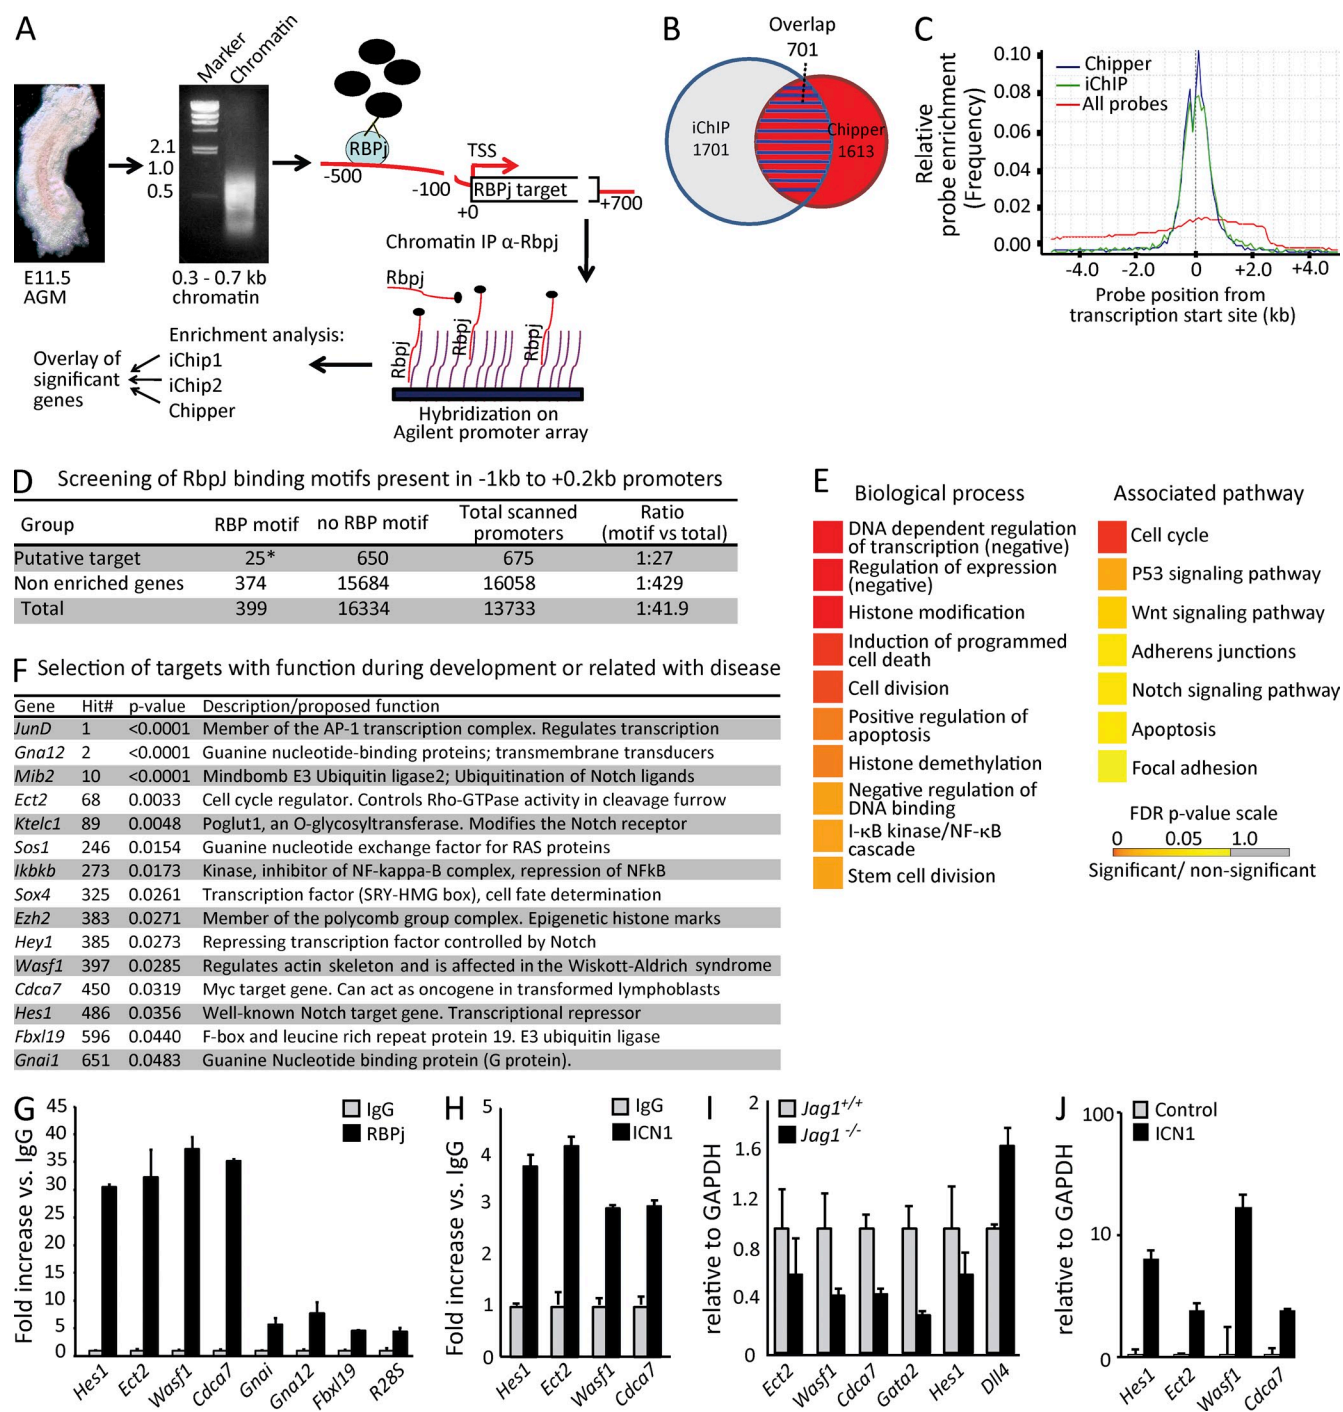 A
Marker
Chromatin
2.1
1.0
0.5
E11.5
AGM
0.3 - 0.7 kb
chromatin
RBPj
-500
-100
TSS
RBPj target
+0
+700
Chromatin IP α-Rbpj
Rbpj
Rbpj
Rbpj
Rbpj
Hybridization on
Agilent promoter array
Enrichment analysis:
iChip1
iChip2
Chipper
Overlay of
significant
genes
B
Overlap
701
iChIP
1701
Chipper
1613
C
Relative
probe enrichment
(Frequency)
0.10
0.08
0.06
0.04
0.02
0.00
Chipper
iChIP
All probes
-4.0 -2.0 0 +2.0 +4.0
Probe position from
transcription start site (kb)
D Screening of RbpJ binding motifs present in -1kb to +0.2kb promoters
Group RBP motif no RBP motif Total scanned promoters Ratio (motif vs total)
Putative target 25* 650 675 1:27
Non enriched genes 374 15684 16058 1:429
Total 399 16334 13733 1:41.9
E
Biological process
DNA dependent regulation
of transcription (negative)
Regulation of expression
(negative)
Histone modification
Induction of programmed
cell death
Cell division
Positive regulation of
apoptosis
Histone demethylation
Negative regulation of
DNA binding
I-κB kinase/NF-κB
cascade
Stem cell division
Associated pathway
Cell cycle
P53 signaling pathway
Wnt signaling pathway
Adherens junctions
Notch signaling pathway
Apoptosis
Focal adhesion
FDR p-value scale
0 0.05 1.0
Significant/ non-significant
F Selection of targets with function during development or related with disease
Gene Hit# p-value Description/proposed function
JunD 1 <0.0001 Member of the AP-1 transcription complex. Regulates transcription
Gna12 2 <0.0001 Guanine nucleotide-binding proteins; transmembrane transducers
Mib2 10 <0.0001 Mindbomb E3 Ubiquitin ligase2; Ubiquitination of Notch ligands
Ect2 68 0.0033 Cell cycle regulator. Controls Rho-GTPase activity in cleavage furrow
Ktelc1 89 0.0048 Poglut1, an O-glycosyltransferase. Modifies the Notch receptor
Sos1 246 0.0154 Guanine nucleotide exchange factor for RAS proteins
Ikbkb 273 0.0173 Kinase, inhibitor of NF-kappa-B complex, repression of NFkB
Sox4 325 0.0261 Transcription factor (SRY-HMG box), cell fate determination
Ezh2 383 0.0271 Member of the polycomb group complex. Epigenetic histone marks
Hey1 385 0.0273 Repressing transcription factor controlled by Notch
Wasf1 397 0.0285 Regulates actin skeleton and is affected in the Wiskott-Aldrich syndrome
Cdca7 450 0.0319 Myc target gene. Can act as oncogene in transformed lymphoblasts
Hes1 486 0.0356 Well-known Notch target gene. Transcriptional repressor
Fbxl19 596 0.0440 F-box and leucine rich repeat protein 19. E3 ubiquitin ligase
Gnai1 651 0.0483 Guanine Nucleotide binding protein (G protein).
G
Fold increase vs. IgG
45
40
35
30
25
20
15
10
5
0
IgG
RBPj
Hes1 Ect2 Wasf1 Cdca7 Gnai Gna12 Fbxl19 R28S
H
Fold increase vs. IgG
5
4
3
2
1
0
IgG
ICN1
Hes1 Ect2 Wasf1 Cdca7
I
relative to GAPDH
2
1.6
1.2
0.8
0.4
0
Jag1+/+
Jag1 -/-
Ect2 Wasf1 Cdca7 Gata2 Hes1 Dll4
J
relative to GAPDH
100
10
0
Control
ICN1
Hes1 Ect2 Wasf1 Cdca7